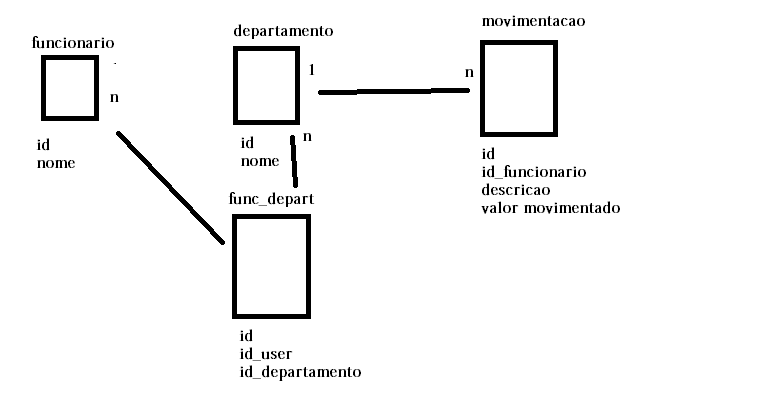 funcionario
n
id
nome
departamento
1
id
nome
n
movimentacao
n
id
id_funcionario
descricao
valor movimentado
func_depart
id
id_user
id_departamento